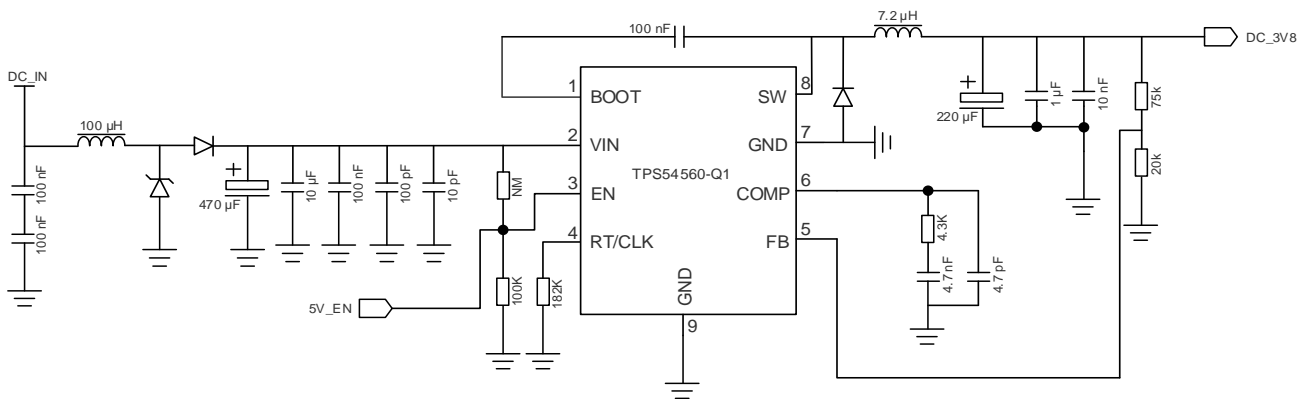 7.2 µH
100 nF
DC_3V8
DC_IN
1
BOOT
SW
8
100 µH
2
VIN
GND
7
TPS54560-Q1
3
EN
COMP
6
4
RT/CLK
FB
5
GND
9
100 nF
100 nF
+
470 µF
10 µF
100 nF
100 pF
10 pF
NM
100K
182K
5V_EN
+
220 µF
1 µF
10 nF
75k
20k
4.3K
4.7 nF
4.7 pF